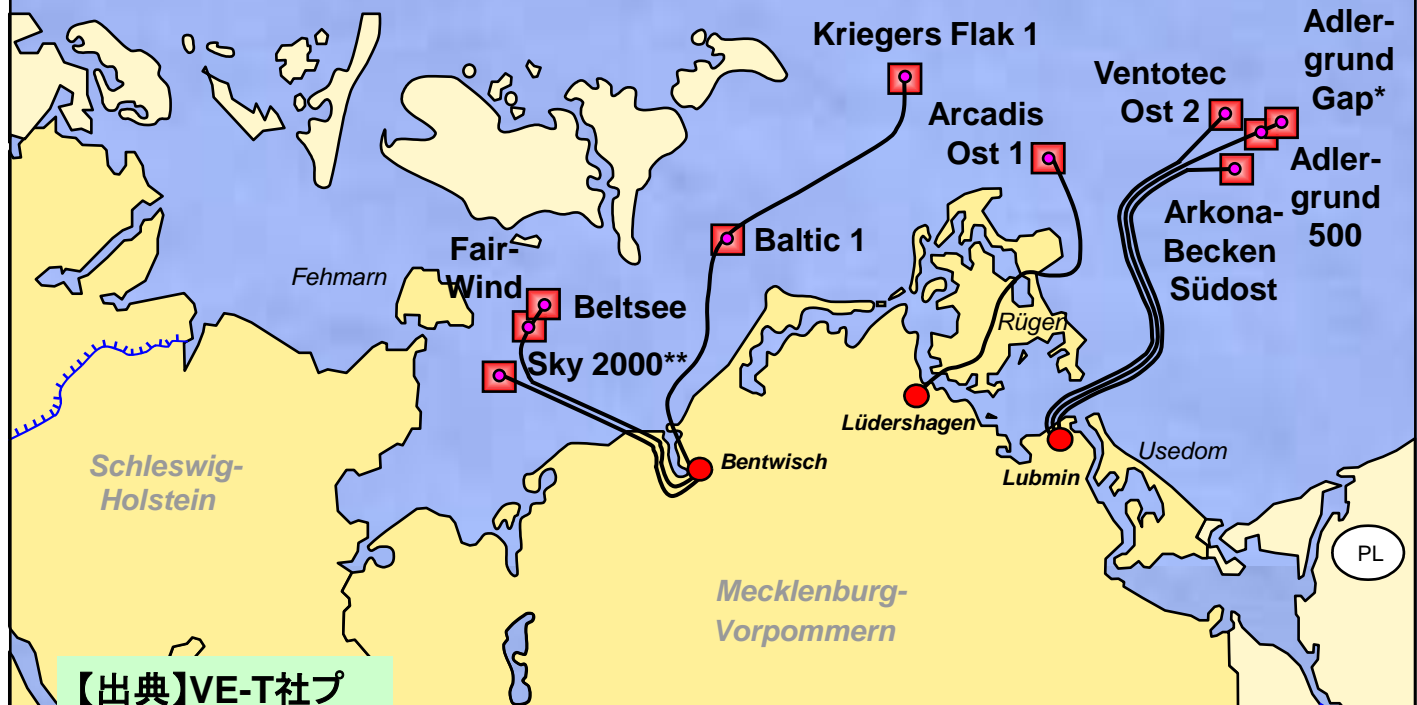 Kriegers Flak 1
Adler-
grund
Gap*
Ventotec
Ost 2
Arcadis
Ost 1
Adler-
grund
500
Arkona-
Becken
Südost
Baltic 1
Fair-
Wind
Fehmarn
Beltsee
Sky 2000**
Rügen
Lüdershagen
Usedom
Bentwisch
Lubmin
Schleswig-
Holstein
PL
Mecklenburg-
Vorpommern
【出典】VE-T社プ